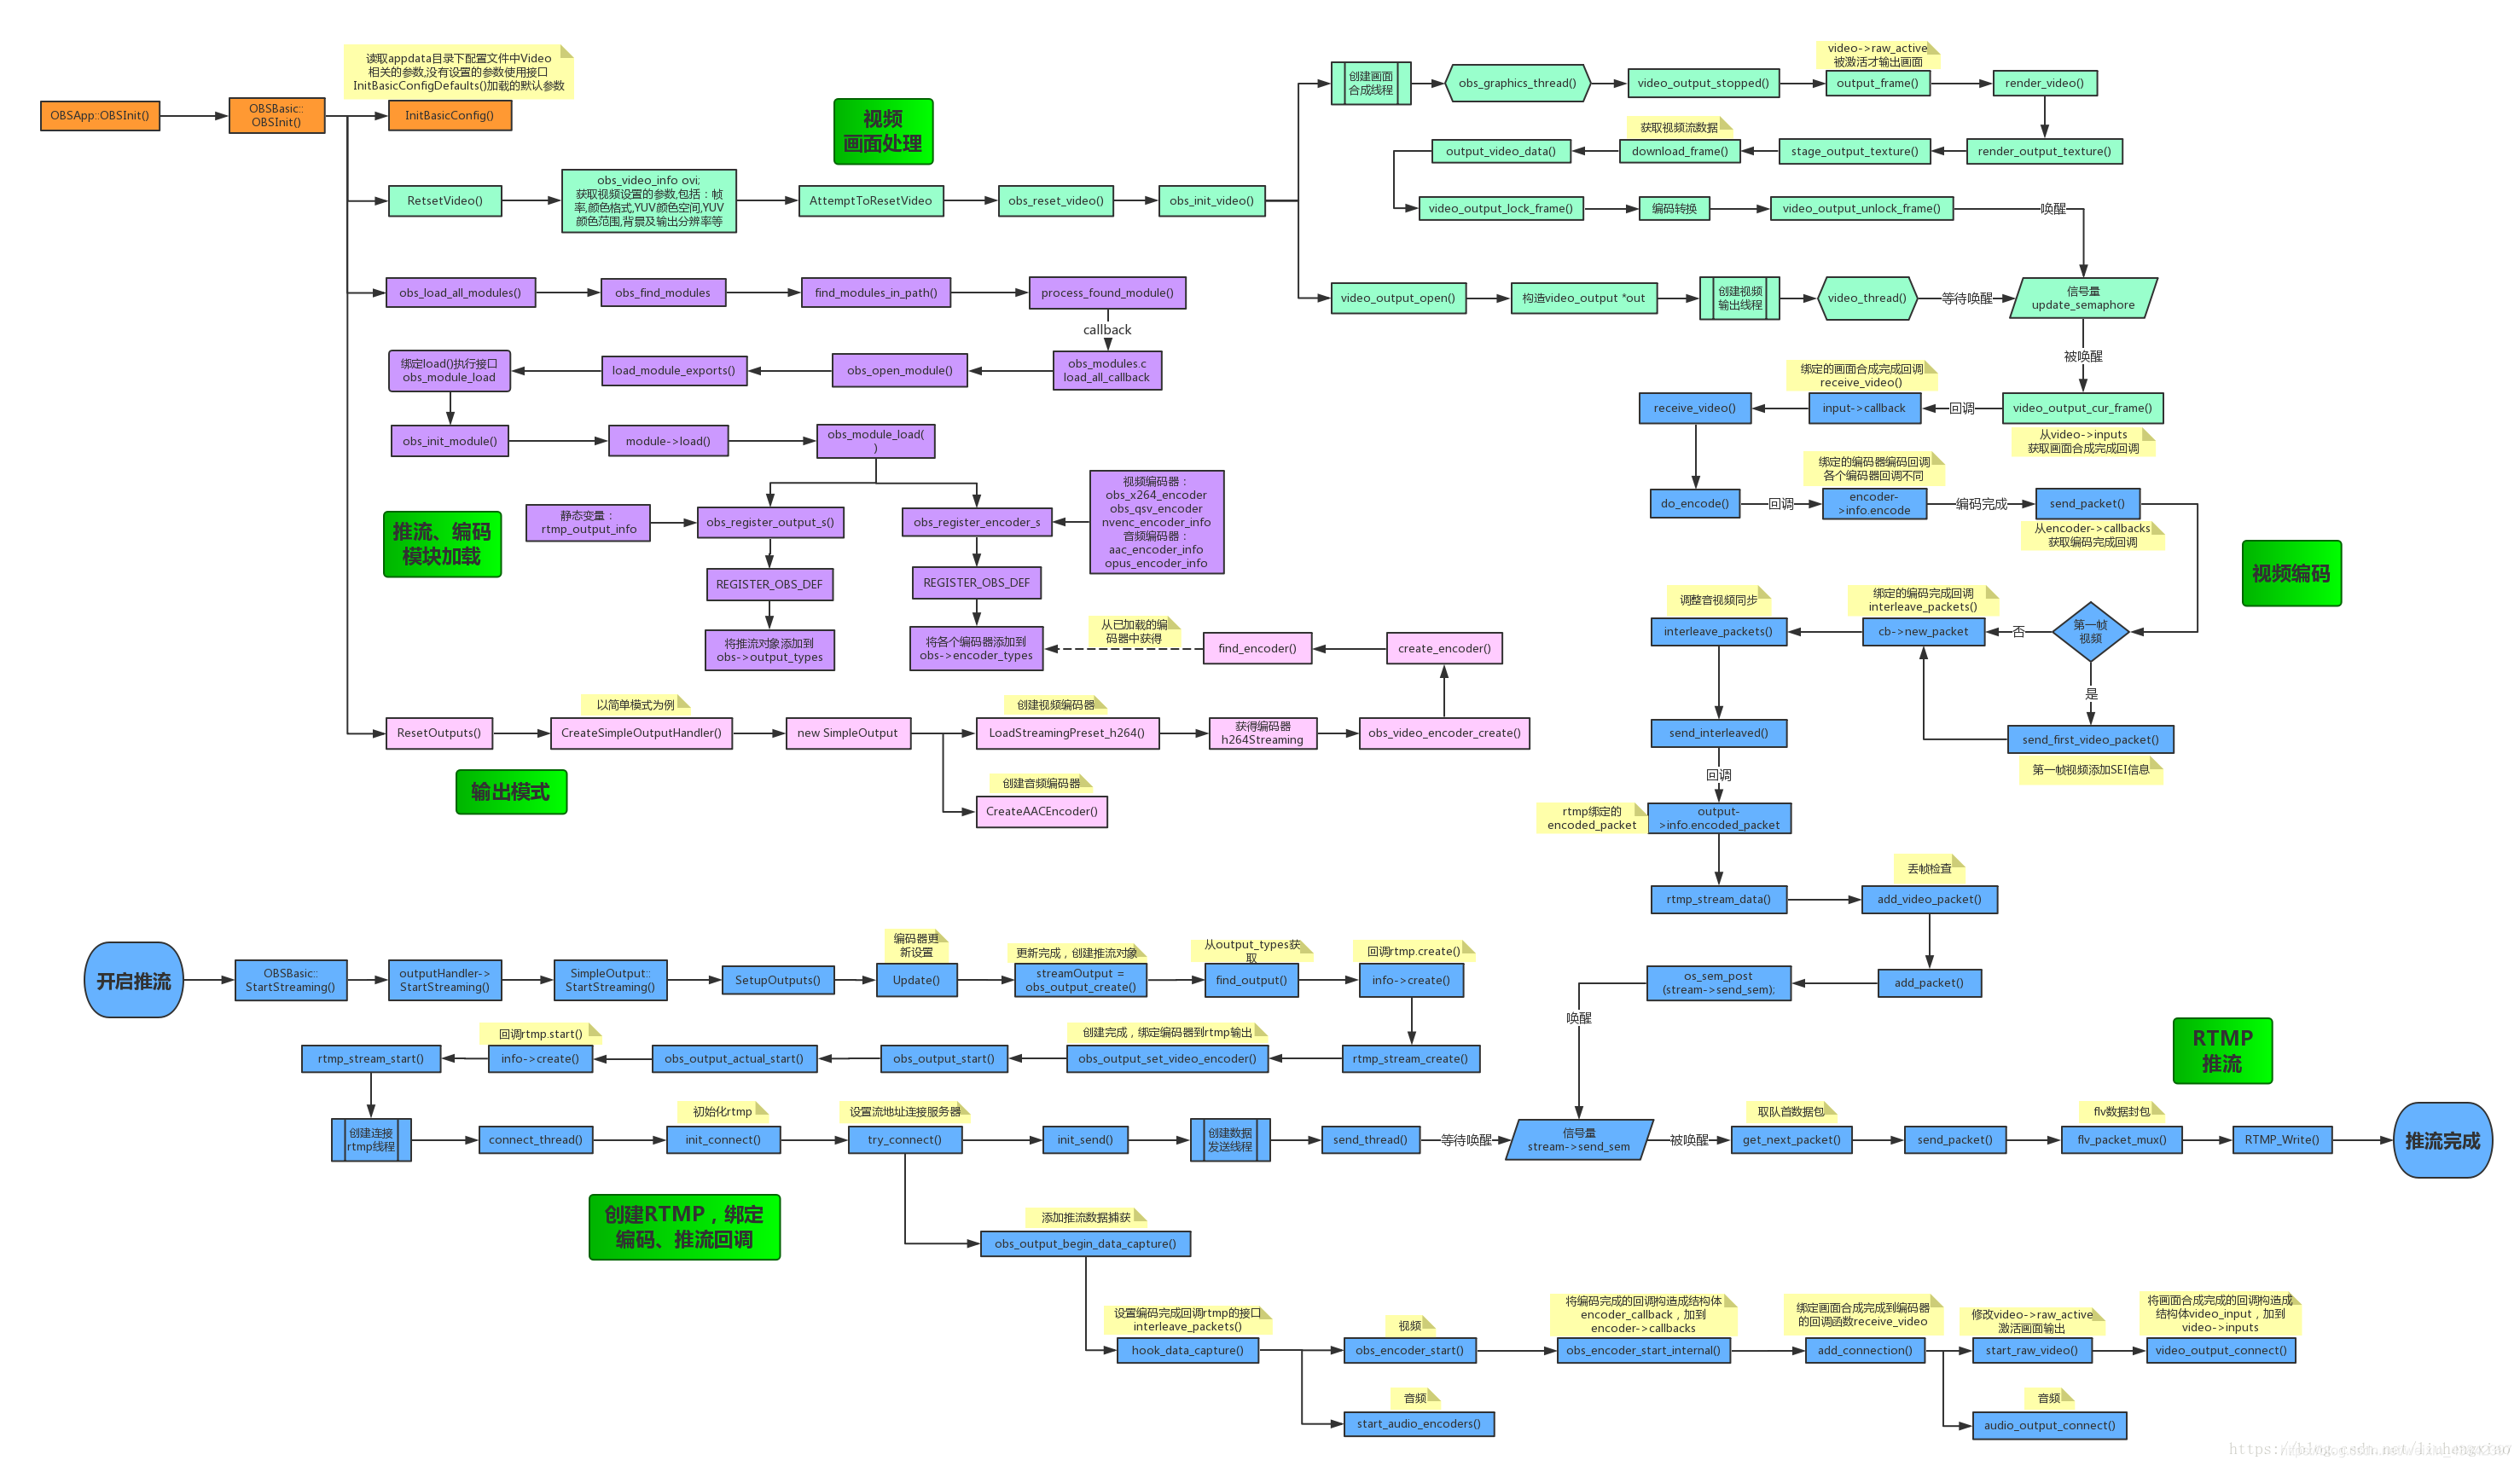 读取appdata目录下配置文件中Video
相关的参数,没有设置的参数使用接口
InitBasicConfigDefaults()加载的默认参数
OBSApp::OBSInit()
OBSBasic::
OBSInit()
InitBasicConfig()
视频
画面处理
RetsetVideo()
obs_video_info ovi;
获取视频设置的参数,包括：帧
率,颜色格式,YUV颜色空间,YUV
颜色范围,背景及输出分辨率等
AttemptToResetVideo
obs_reset_video()
obs_init_video()
创建画面
合成线程
obs_graphics_thread()
video_output_stopped()
video->raw_active
被激活才输出画面
output_frame()
render_video()
render_output_texture()
stage_output_texture()
获取视频流数据
download_frame()
output_video_data()
video_output_lock_frame()
编码转换
video_output_unlock_frame()
唤醒
video_output_open()
构造video_output *out
创建视频
输出线程
video_thread()
等待唤醒
信号量
update_semaphore
被唤醒
video_output_cur_frame()
从video->inputs
获取画面合成完成回调
回调
绑定的画面合成完成回调
receive_video()
input->callback
receive_video()
do_encode()
回调
绑定的编码器编码回调
各个编码器回调不同
encoder-
>info.encode
编码完成
send_packet()
从encoder->callbacks
获取编码完成回调
视频编码
第一帧
视频
否
是
send_first_video_packet()
第一帧视频添加SEI信息
绑定的编码完成回调
interleave_packets()
cb->new_packet
调整音视频同步
interleave_packets()
send_interleaved()
回调
rtmp绑定的
encoded_packet
output-
>info.encoded_packet
rtmp_stream_data()
丢帧检查
add_video_packet()
add_packet()
os_sem_post
(stream->send_sem);
唤醒
obs_load_all_modules()
obs_find_modules
find_modules_in_path()
process_found_module()
callback
obs_modules.c
load_all_callback
obs_open_module()
load_module_exports()
绑定load()执行接口
obs_module_load
obs_init_module()
module->load()
obs_module_load(
)
推流、编码
模块加载
静态变量：
rtmp_output_info
obs_register_output_s()
obs_register_encoder_s
视频编码器：
obs_x264_encoder
obs_qsv_encoder
nvenc_encoder_info
音频编码器：
aac_encoder_info
opus_encoder_info
REGISTER_OBS_DEF
REGISTER_OBS_DEF
将推流对象添加到
obs->output_types
将各个编码器添加到
obs->encoder_types
从已加载的编
码器中获得
find_encoder()
create_encoder()
ResetOutputs()
以简单模式为例
CreateSimpleOutputHandler()
new SimpleOutput
创建视频编码器
LoadStreamingPreset_h264()
获得编码器
h264Streaming
obs_video_encoder_create()
输出模式
创建音频编码器
CreateAACEncoder()
开启推流
OBSBasic::
StartStreaming()
outputHandler->
StartStreaming()
SimpleOutput::
StartStreaming()
SetupOutputs()
编码器更
新设置
Update()
更新完成，创建推流对象
streamOutput =
obs_output_create()
从output_types获
取
find_output()
回调rtmp.create()
info->create()
rtmp_stream_create()
创建完成，绑定编码器到rtmp输出
obs_output_set_video_encoder()
obs_output_start()
obs_output_actual_start()
回调rtmp.start()
info->create()
rtmp_stream_start()
创建连接
rtmp线程
connect_thread()
初始化rtmp
init_connect()
设置流地址连接服务器
try_connect()
init_send()
创建数据
发送线程
send_thread()
等待唤醒
信号量
stream->send_sem
被唤醒
取队首数据包
get_next_packet()
send_packet()
flv数据封包
flv_packet_mux()
RTMP_Write()
推流完成
RTMP
推流
创建RTMP，绑定
编码、推流回调
添加推流数据捕获
obs_output_begin_data_capture()
设置编码完成回调rtmp的接口
interleave_packets()
hook_data_capture()
视频
obs_encoder_start()
将编码完成的回调构造成结构体
encoder_callback，加到
encoder->callbacks
obs_encoder_start_internal()
绑定画面合成完成到编码器
的回调函数receive_video
add_connection()
修改video->raw_active
激活画面输出
start_raw_video()
将画面合成完成的回调构造成
结构体video_input，加到
video->inputs
video_output_connect()
音频
start_audio_encoders()
音频
audio_output_connect()
https://blog.csdn.net/liuhengxiao